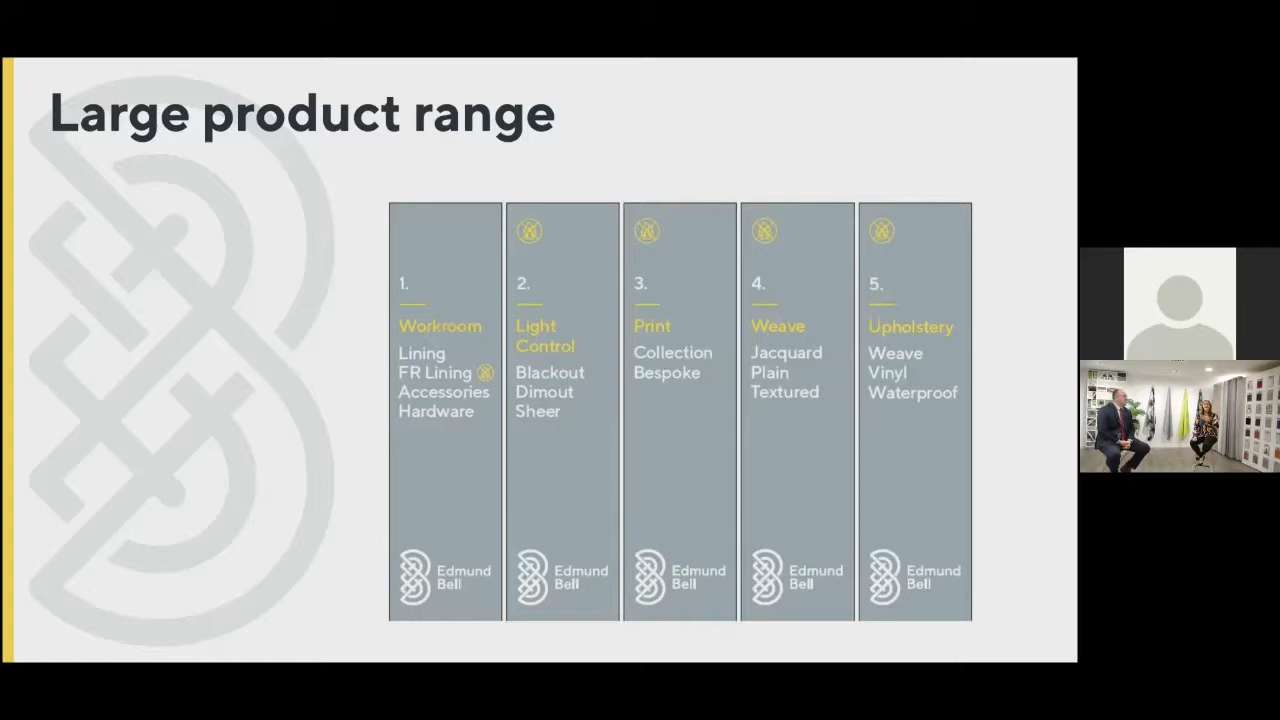 Large product range
1.
Workroom
Lining
FR Lining
Accessories
Hardware
Edmund
Bell
2.
Light
Control
Blackout
Dimout
Sheer
Edmund
Bell
3.
Print
Collection
Bespoke
Edmund
Bell
4.
Weave
Jacquard
Plain
Textured
Edmund
Bell
5.
Upholstery
Weave
Vinyl
Waterproof
Edmund
Bell